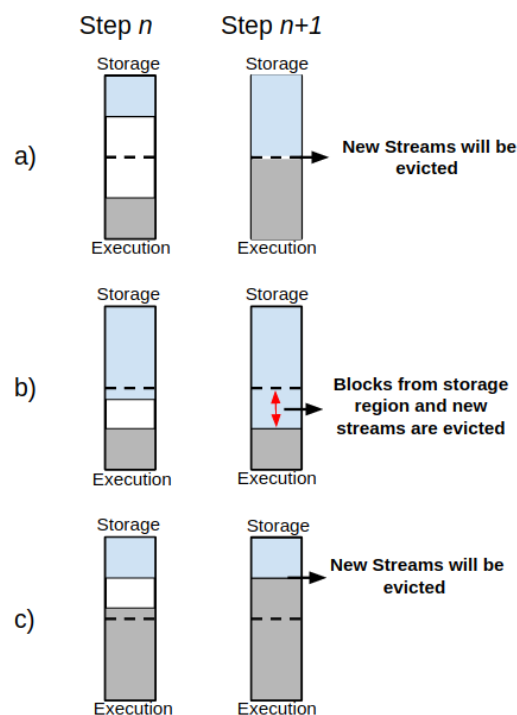 Step n
Step n+1
Storage
Storage
a)
New Streams will be
evicted
Execution
Execution
Storage
Storage
b)
Blocks from storage
region and new
streams are evicted
Execution
Execution
Storage
Storage
New Streams will be
evicted
c)
Execution
Execution